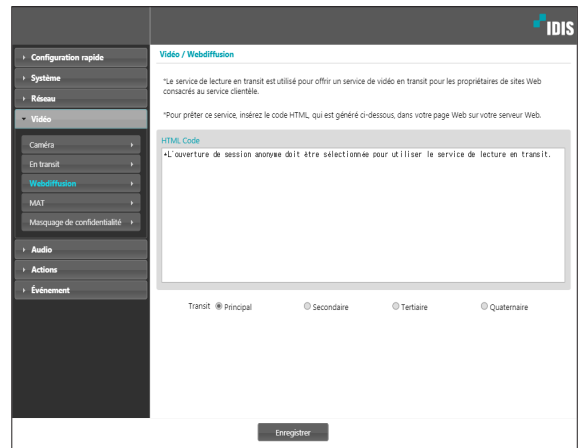 IDIS
Configuration rapide
Système
Réseau
Vidéo
Caméra
En transit
Webdiffusion
MAT
Masquage de confidentialité
Audio
Actions
Événement
Vidéo / Webdiffusion
*Le service de lecture en transit est utilisé pour offrir un service de vidéo en transit pour les propriétaires de sites Web
consacrés au service clientèle.
*Pour prêter ce service, insérez le code HTML, qui est généré ci-dessous, dans votre page Web sur votre serveur Web.
HTML Code
*L'ouverture de session anonyme doit être sélectionnée pour utiliser le service de lecture en transit.
Transit Principal Secondaire Tertiaire Quaternaire
Enregistrer